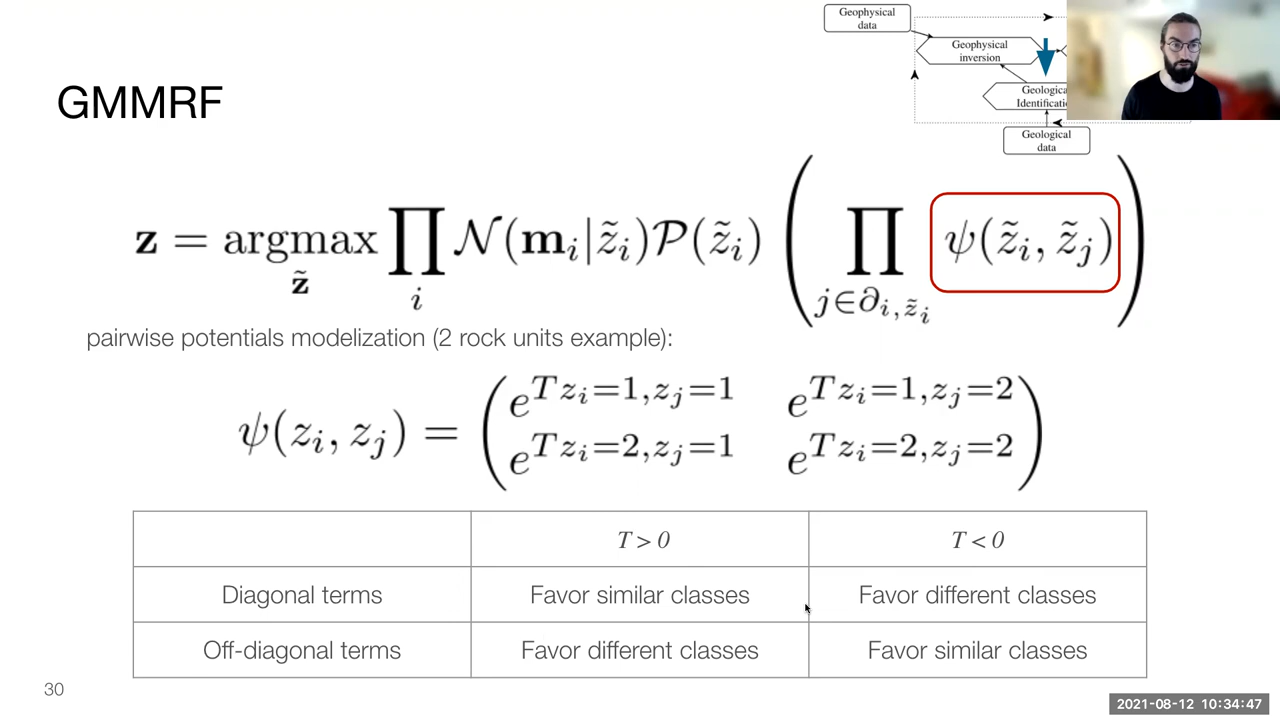 Geophysical
data
Geophysical
inversion
GMMRF
Geological
data
𝐳 = argmax_{𝐳̃} ∏_i 𝒩(𝐦_i|z̃_i)𝒫(z̃_i) ( ∏_{j∈∂_{i,z̃_i}} ψ(z̃_i, z̃_j) )
pairwise potentials modelization (2 rock units example):
ψ(z_i, z_j) = ( e^{T z_i=1,z_j=1} e^{T z_i=1,z_j=2}
e^{T z_i=2,z_j=1} e^{T z_i=2,z_j=2} )
T > 0 T < 0
Diagonal terms Favor similar classes Favor different classes
Off-diagonal terms Favor different classes Favor similar classes
30
2021-08-12 10:34:47